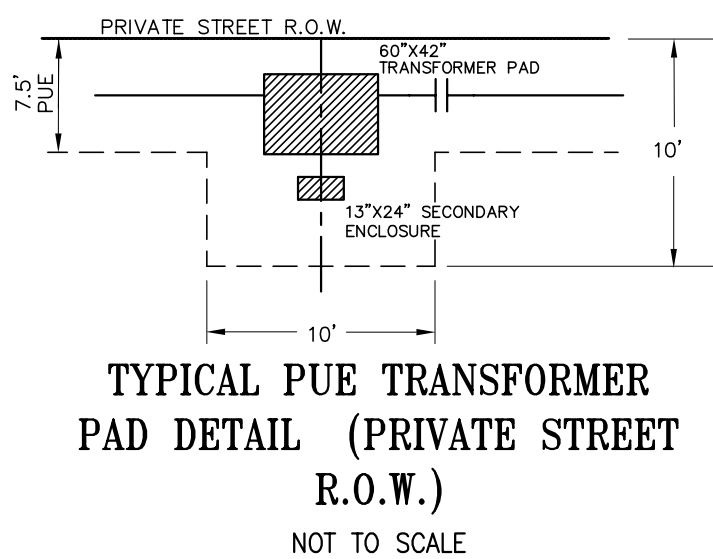 PRIVATE STREET R.O.W.
60"X42"
TRANSFORMER PAD
7.5'
PUE
10'
13"X24" SECONDARY
ENCLOSURE
10'
TYPICAL PUE TRANSFORMER
PAD DETAIL (PRIVATE STREET
R.O.W.)
NOT TO SCALE